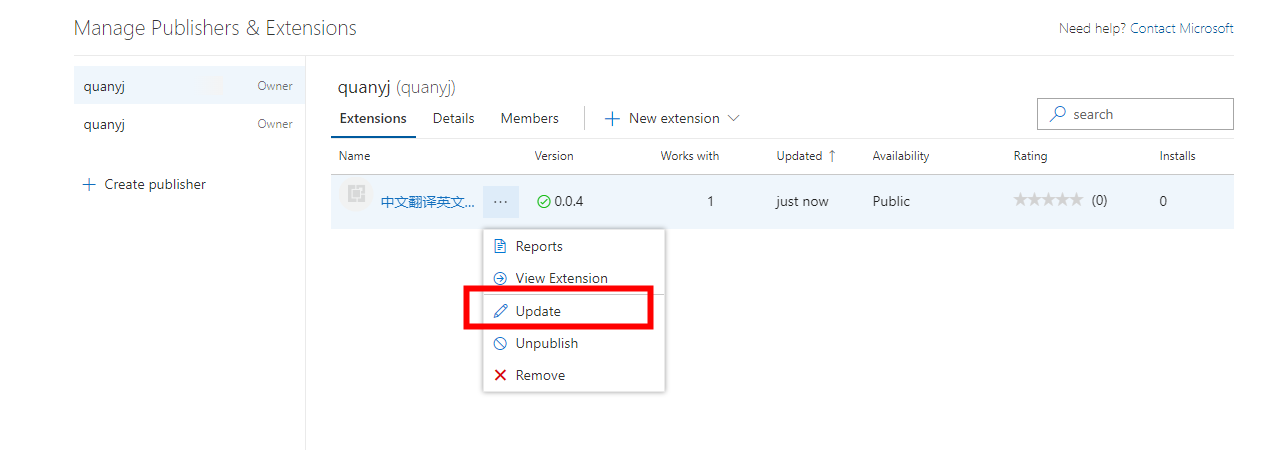 Manage Publishers & Extensions
Need help? Contact Microsoft
quanyj Owner
quanyj Owner
+ Create publisher
quanyj (quanyj)
Extensions Details Members + New extension
search
Name Version Works with Updated ↑ Availability Rating Installs
中文翻译英文... ... 0.0.4 1 just now Public ★★★★★ (0) 0
Reports
View Extension
Update
Unpublish
Remove